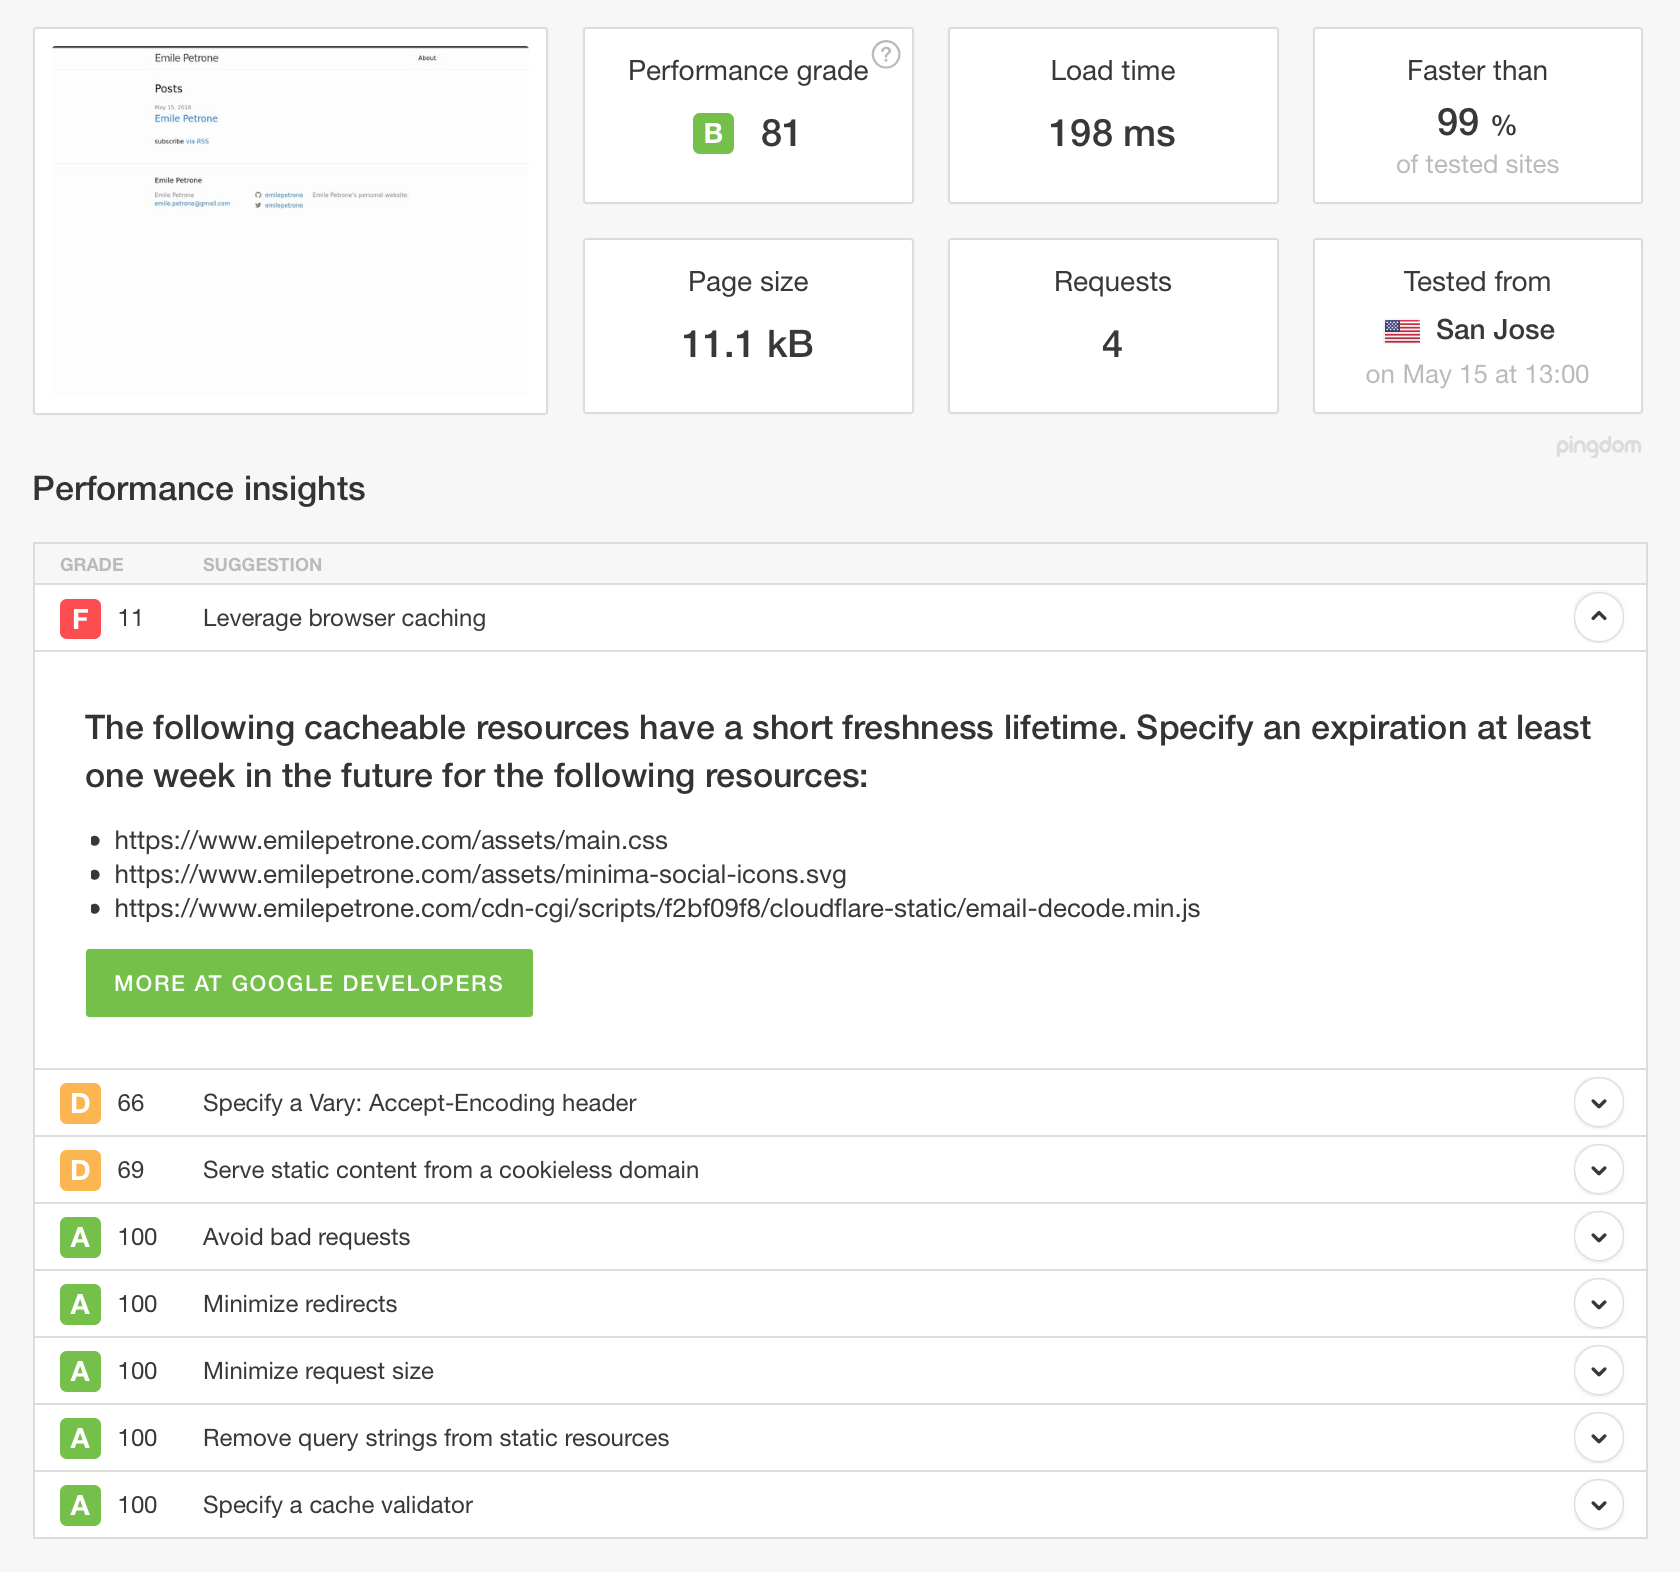 Emile Petrone
About
Posts
May 15, 2018
Emile Petrone
subscribe via RSS
Emile Petrone
Emile Petrone
emile.petrone@gmail.com
emilepetrone
emilepetrone
Emile Petrone's personal website.
Performance grade
?
B 81
Load time
198 ms
Faster than
99 %
of tested sites
Page size
11.1 kB
Requests
4
Tested from
San Jose
on May 15 at 13:00
pingdom
Performance insights
GRADE SUGGESTION
F 11 Leverage browser caching
The following cacheable resources have a short freshness lifetime. Specify an expiration at least
one week in the future for the following resources:
• https://www.emilepetrone.com/assets/main.css
• https://www.emilepetrone.com/assets/minima-social-icons.svg
• https://www.emilepetrone.com/cdn-cgi/scripts/f2bf09f8/cloudflare-static/email-decode.min.js
MORE AT GOOGLE DEVELOPERS
D 66 Specify a Vary: Accept-Encoding header
D 69 Serve static content from a cookieless domain
A 100 Avoid bad requests
A 100 Minimize redirects
A 100 Minimize request size
A 100 Remove query strings from static resources
A 100 Specify a cache validator